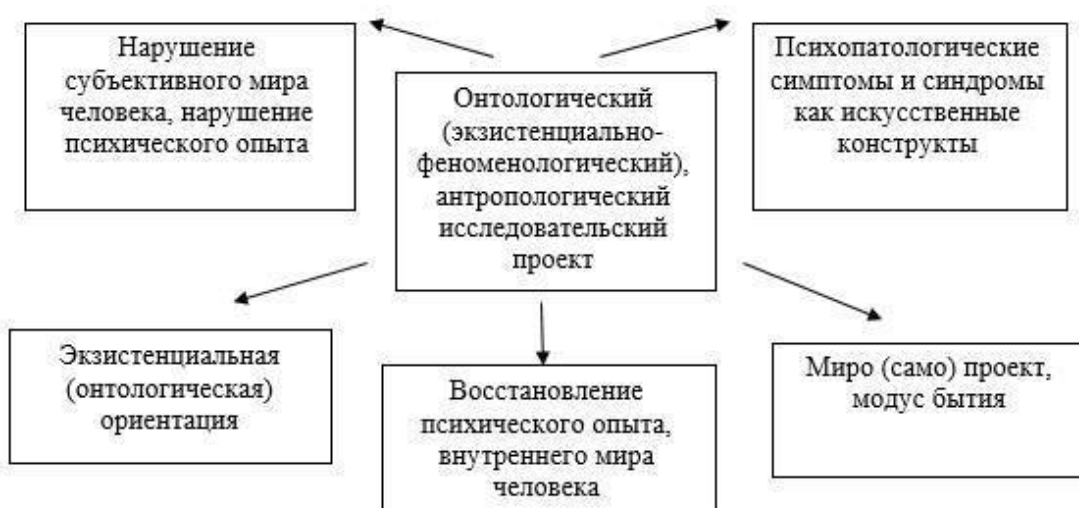 Нарушение
субъективного мира
человека, нарушение
психического опыта
Онтологический
(экзистенциально-
феноменологический),
антропологический
исследовательский
проект
Психопатологические
симптомы и синдромы
как искусственные
конструкты
Экзистенциальная
(онтологическая)
ориентация
Восстановление
психического опыта,
внутреннего мира
человека
Миро (само) проект,
модус бытия